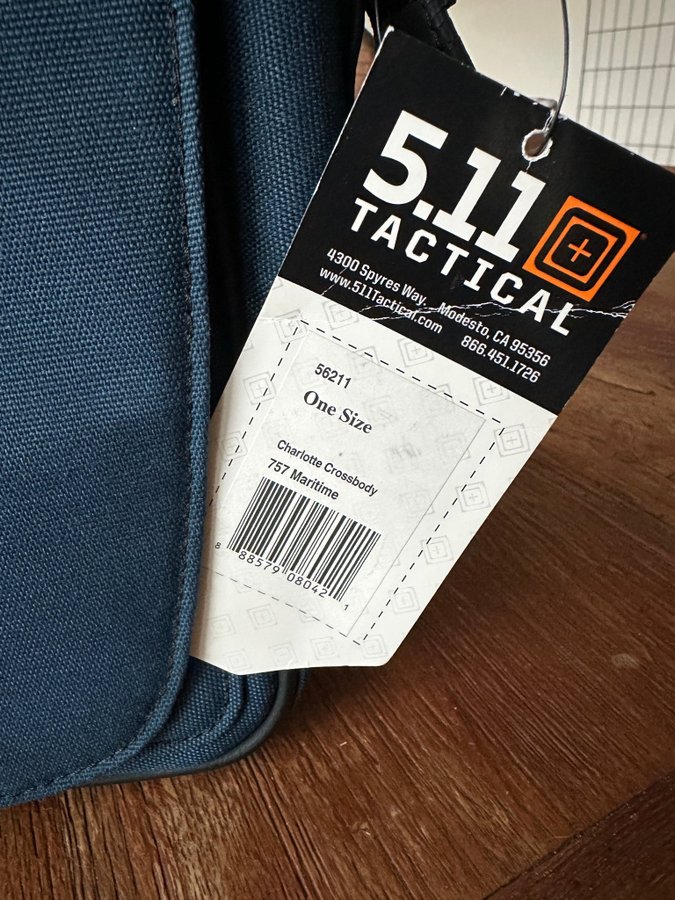 5.11
TACTICAL
4300 Spyres Way, Modesto, CA 95356
www.511Tactical.com 866.451.1726
56211
One Size
Charlotte Crossbody
757 Maritime
8 88579 08042 1